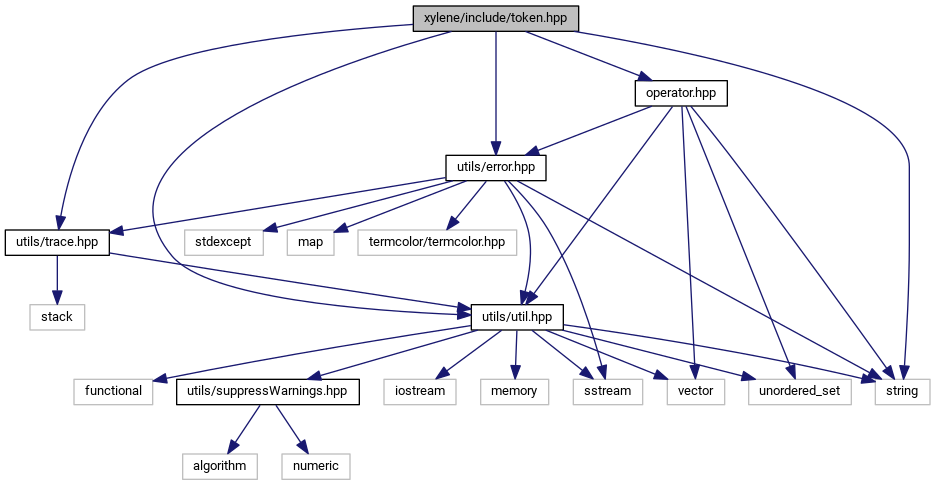 xylene/include/token.hpp
operator.hpp
utils/error.hpp
utils/trace.hpp
stdexcept
map
termcolor/termcolor.hpp
stack
utils/util.hpp
functional
utils/suppressWarnings.hpp
iostream
memory
sstream
vector
unordered_set
string
algorithm
numeric